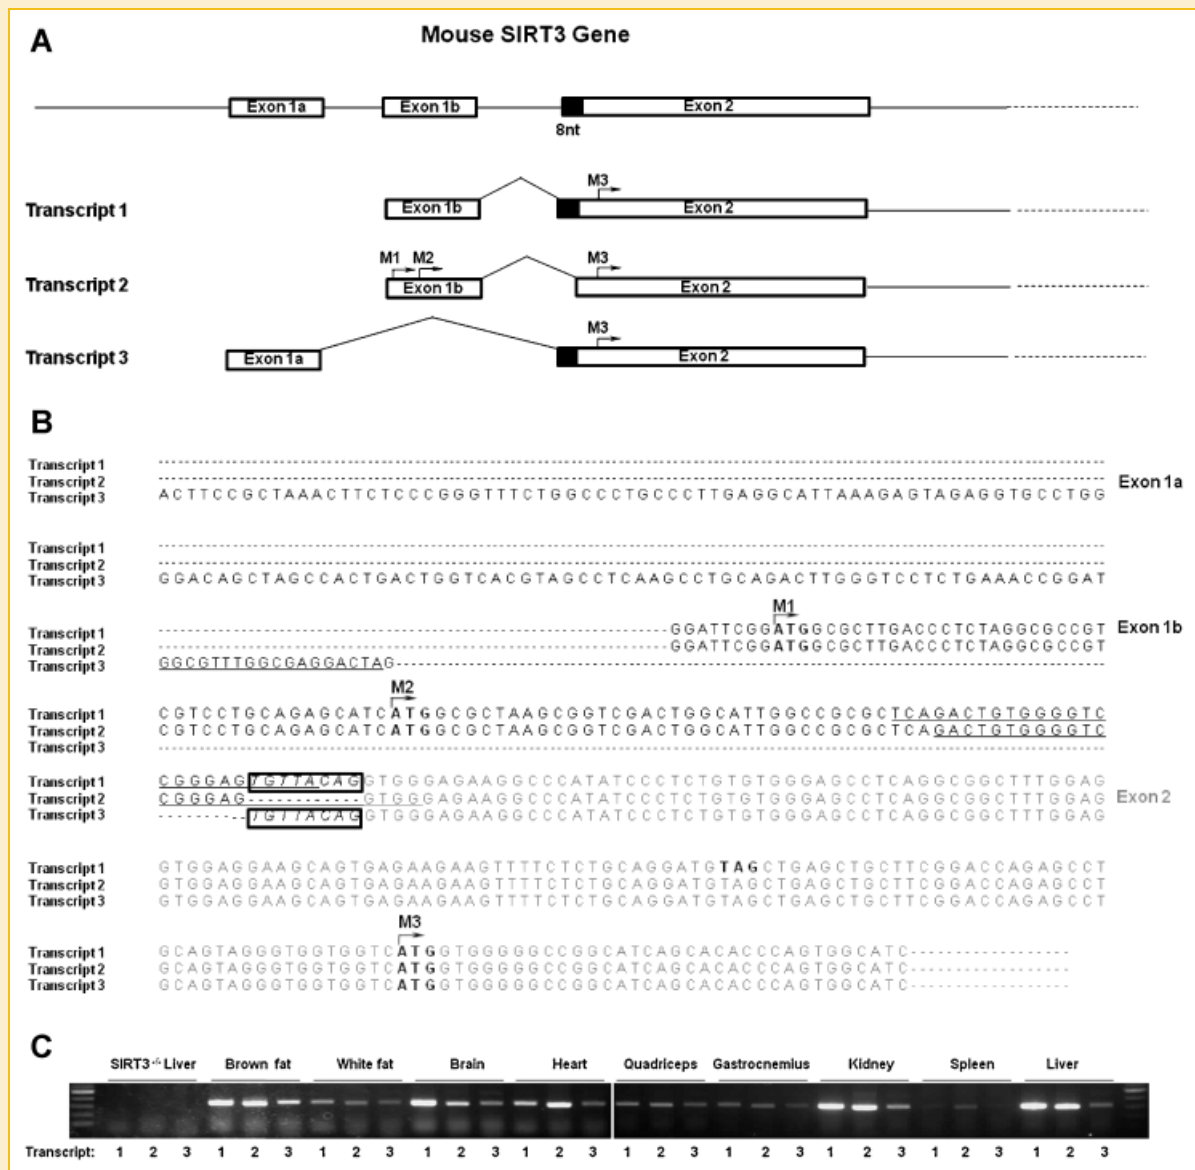 A
Mouse SIRT3 Gene
Exon 1a Exon 1b Exon 2
8nt
M3
Transcript 1 Exon 1b Exon 2
M1 M2 M3
Transcript 2 Exon 1b Exon 2
M3
Transcript 3 Exon 1a Exon 2
B
Transcript 1
Transcript 2
Transcript 3 ACTTCCGCTAAACTTCTCCCGGGTTTCTGGCCCTGCCCTTGAGGCATTAAAGAGTAGAGGTGCCTGG
Exon 1a
Transcript 1
Transcript 2
Transcript 3 GGACAGCTAGCCACTGACTGGTCACGTAGCCTCAAGCCTGCAGACTTGGGTCCTCTGAAACCGGAT
M1
Transcript 1 GGATTCGGATGGCGCTTGACCCTCTAGGCGCCGT
Exon 1b
Transcript 2 GGATTCGGATGGCGCTTGACCCTCTAGGCGCCGT
Transcript 3 GGCGTTTGGCGAGGACTAG
M2
Transcript 1 CGTCCTGCAGAGCATCATGGCGCTAAGCGGTCGACTGGCATTGGCCGCGCTCAGACTGTGGGGTC
Transcript 2 CGTCCTGCAGAGCATCATGGCGCTAAGCGGTCGACTGGCATTGGCCGCGCTCAGACTGTGGGGTC
Transcript 3
Transcript 1 CGGGAGTGTTACAGGTGGGAGAAGGCCCATATCCCTCTGTGTGGGAGCCTCAGGCGGCTTTGGAG
Transcript 2 CGGGAG----------GTGGGAGAAGGCCCATATCCCTCTGTGTGGGAGCCTCAGGCGGCTTTGGAG
Exon 2
Transcript 3 TGTTACAGGTGGGAGAAGGCCCATATCCCTCTGTGTGGGAGCCTCAGGCGGCTTTGGAG
Transcript 1 GTGGAGGAAGCAGTGAGAAGAAGTTTTCTCTGCAGGATGTAGCTGAGCTGCTTCGGACCAGAGCCT
Transcript 2 GTGGAGGAAGCAGTGAGAAGAAGTTTTCTCTGCAGGATGTAGCTGAGCTGCTTCGGACCAGAGCCT
Transcript 3 GTGGAGGAAGCAGTGAGAAGAAGTTTTCTCTGCAGGATGTAGCTGAGCTGCTTCGGACCAGAGCCT
M3
Transcript 1 GCAGTAGGGTGGTGGTCATGGTGGGGGCCGGCATCAGCACACCCAGTGGCATC
Transcript 2 GCAGTAGGGTGGTGGTCATGGTGGGGGCCGGCATCAGCACACCCAGTGGCATC
Transcript 3 GCAGTAGGGTGGTGGTCATGGTGGGGGCCGGCATCAGCACACCCAGTGGCATC
C
SIRT3-/- Liver Brown fat White fat Brain Heart Quadriceps Gastrocnemius Kidney Spleen Liver
Transcript: 1 2 3 1 2 3 1 2 3 1 2 3 1 2 3 1 2 3 1 2 3 1 2 3 1 2 3 1 2 3